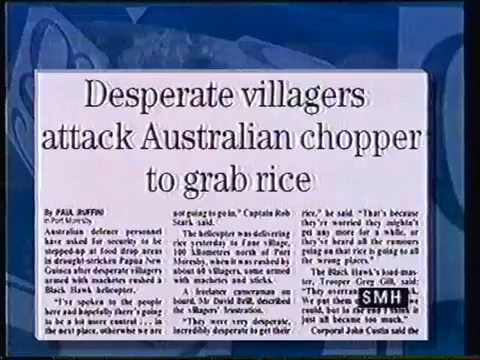 Desperate villagers
attack Australian chopper
to grab rice
By PAUL RUFFINI
in Port Moresby
Australian defence personnel
have asked for security to be
stepped-up at food drop areas
in drought-stricken Papua New
Guinea after desperate villagers
armed with machetes rushed a
Black Hawk helicopter.
"I've spoken to the people
here and hopefully there's going
to be a lot more control . . . in
the next place, otherwise we are
not going to go in," Captain Rob
Stark said.
The helicopter was delivering
rice yesterday to Fane village,
100 kilometres north of Port
Moresby, when it was rushed by
about 60 villagers, some armed
with machetes and sticks.
A freelance cameraman on
board, Mr David Brill, described
the villagers' frustration.
"They were very desperate,
incredibly desperate to get their
rice," he said. "That's because
they're worried they mightn't
get any more for a while, or
they've heard all the rumours
going on that rice is going to all
the wrong places."
The Black Hawk's load-mas-
ter, Trooper Greg Gill, said:
"They overran
We put them
could, but in the end I think it
just all became too much."
Corporal John Custin said the
SMH